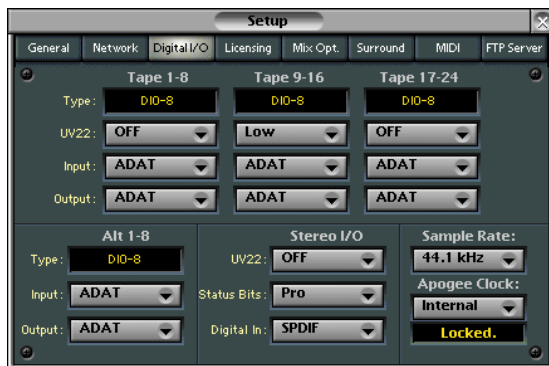 Setup
General Network Digital I/O Licensing Mix Opt. Surround MIDI FTP Server
Tape 1-8 Tape 9-16 Tape 17-24
Type: DIO-8 DIO-8 DIO-8
UV22: OFF Low OFF
Input: ADAT ADAT ADAT
Output: ADAT ADAT ADAT
Alt 1-8
Type: DIO-8
Input: ADAT
Output: ADAT
Stereo I/O
UV22: OFF
Status Bits: Pro
Digital In: SPDIF
Sample Rate:
44.1 kHz
Apogee Clock:
Internal
Locked.